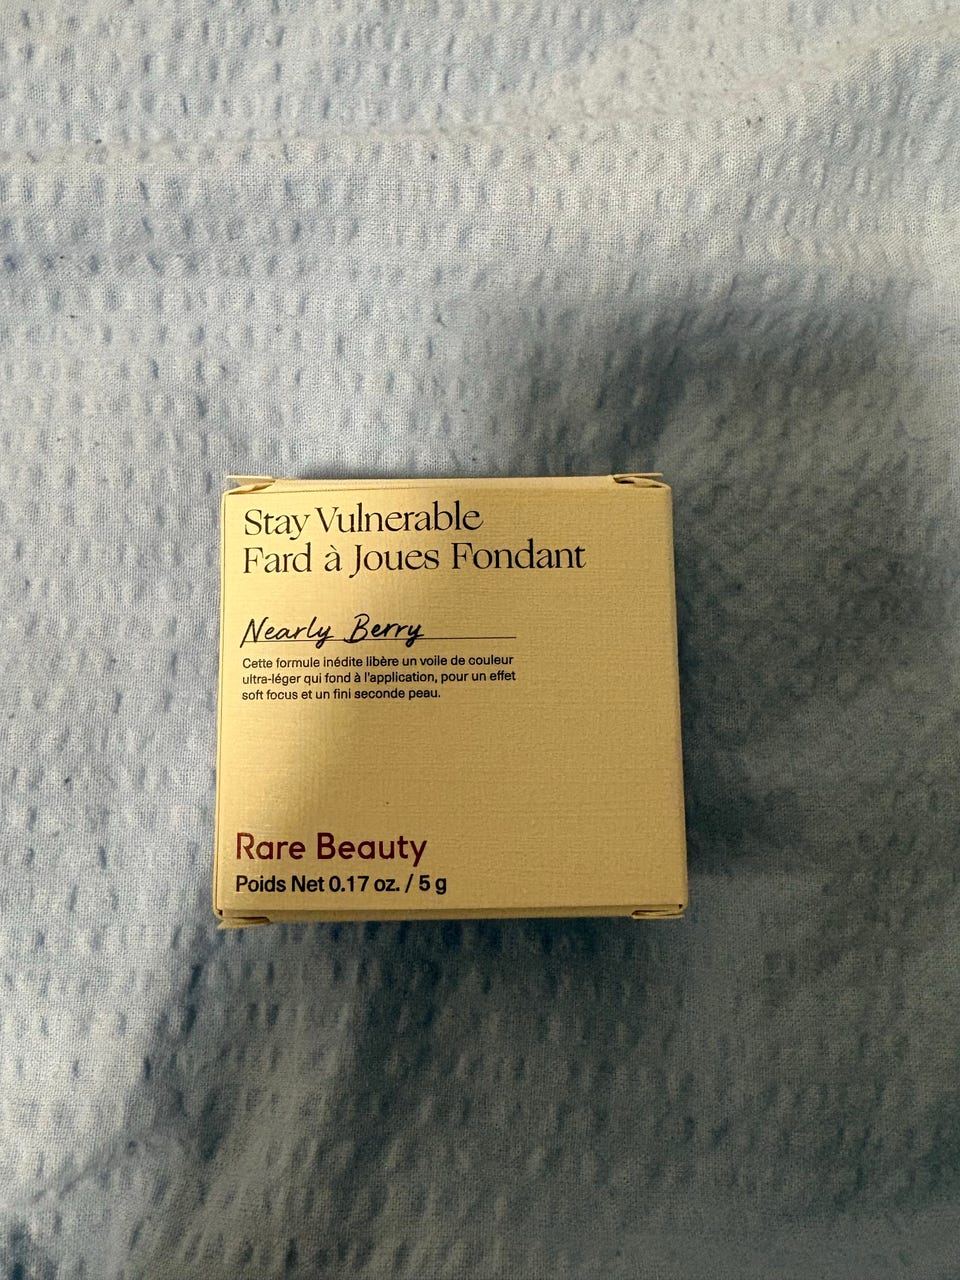 Stay Vulnerable
Fard à Joues Fondant
Nearly Berry
Cette formule inédite libère un voile de couleur
ultra-léger qui fond à l'application, pour un effet
soft focus et un fini seconde peau.
Rare Beauty
Poids Net 0.17 oz. / 5 g